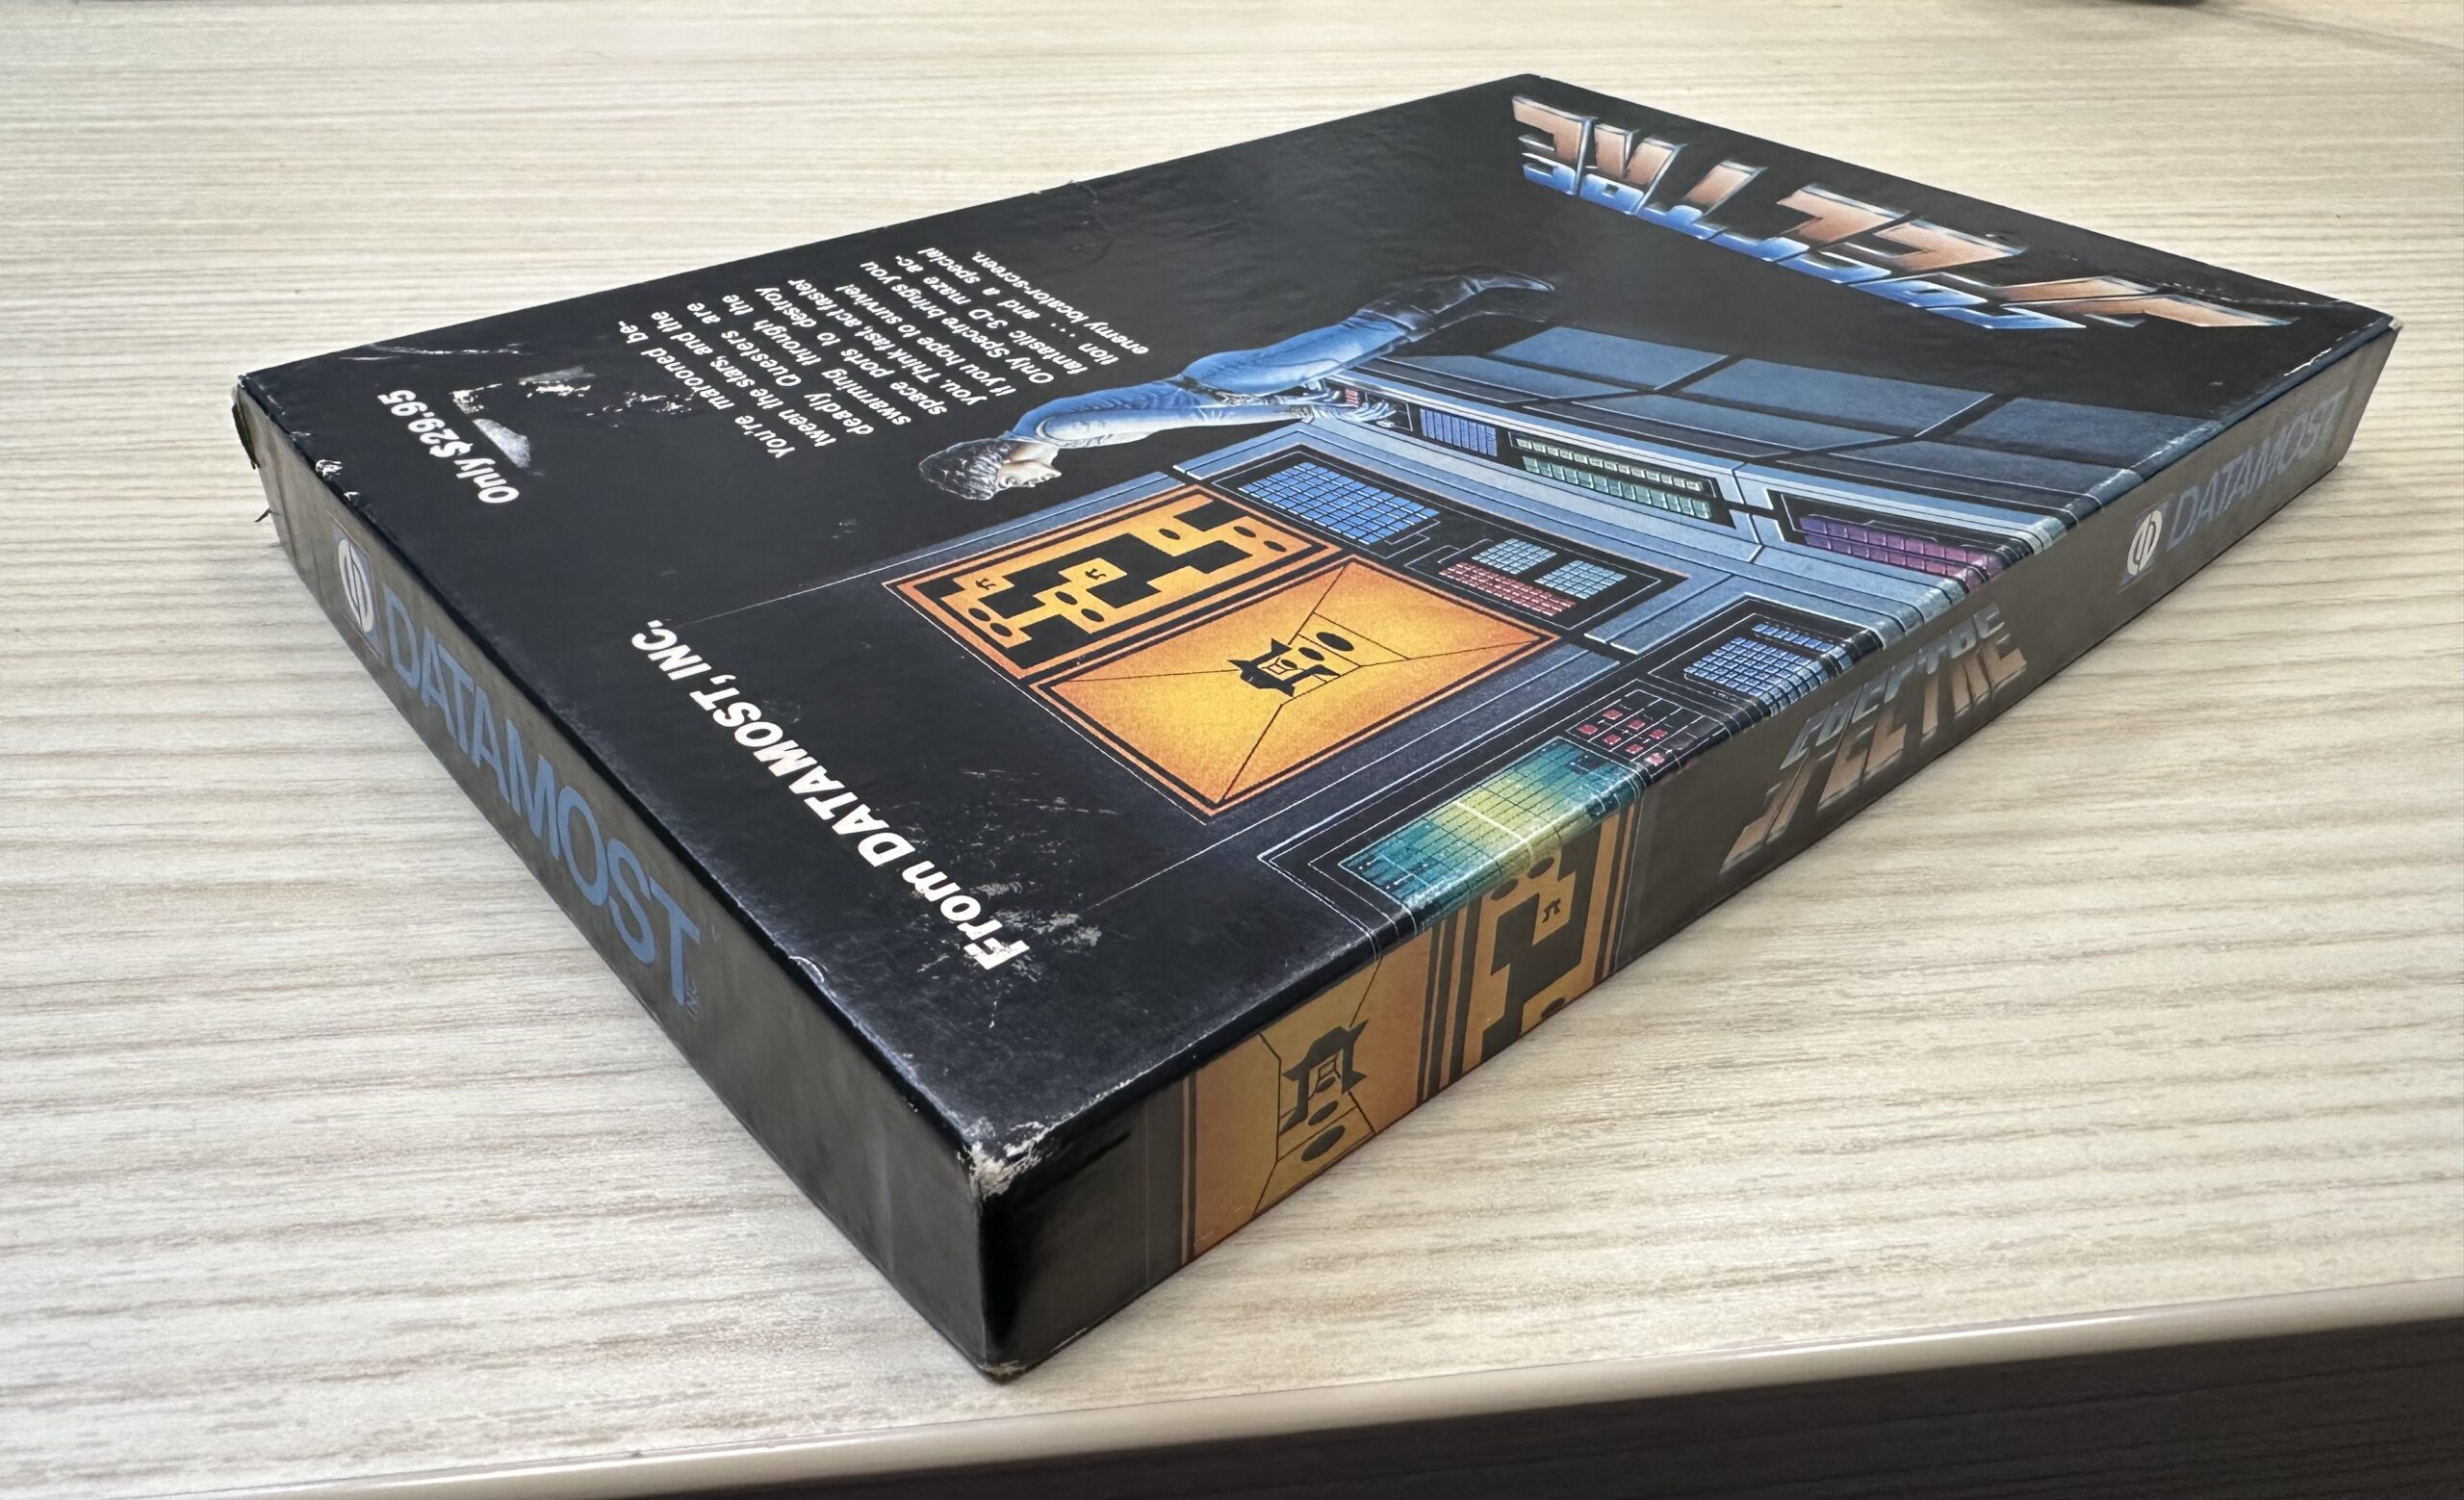 SPECTRE
You're marooned be-
tween the stars, and the
deadly Questers are
swarming through the
space ports to destroy
you. Think fast, act faster
if you hope to survive!
Only Spectre brings you
fantastic 3-D maze ac-
tion ... and a special
enemy locator-screen.
Only $29.95
From DATAMOST, INC.
DATAMOST TM
SPECTRE
DATAMOST